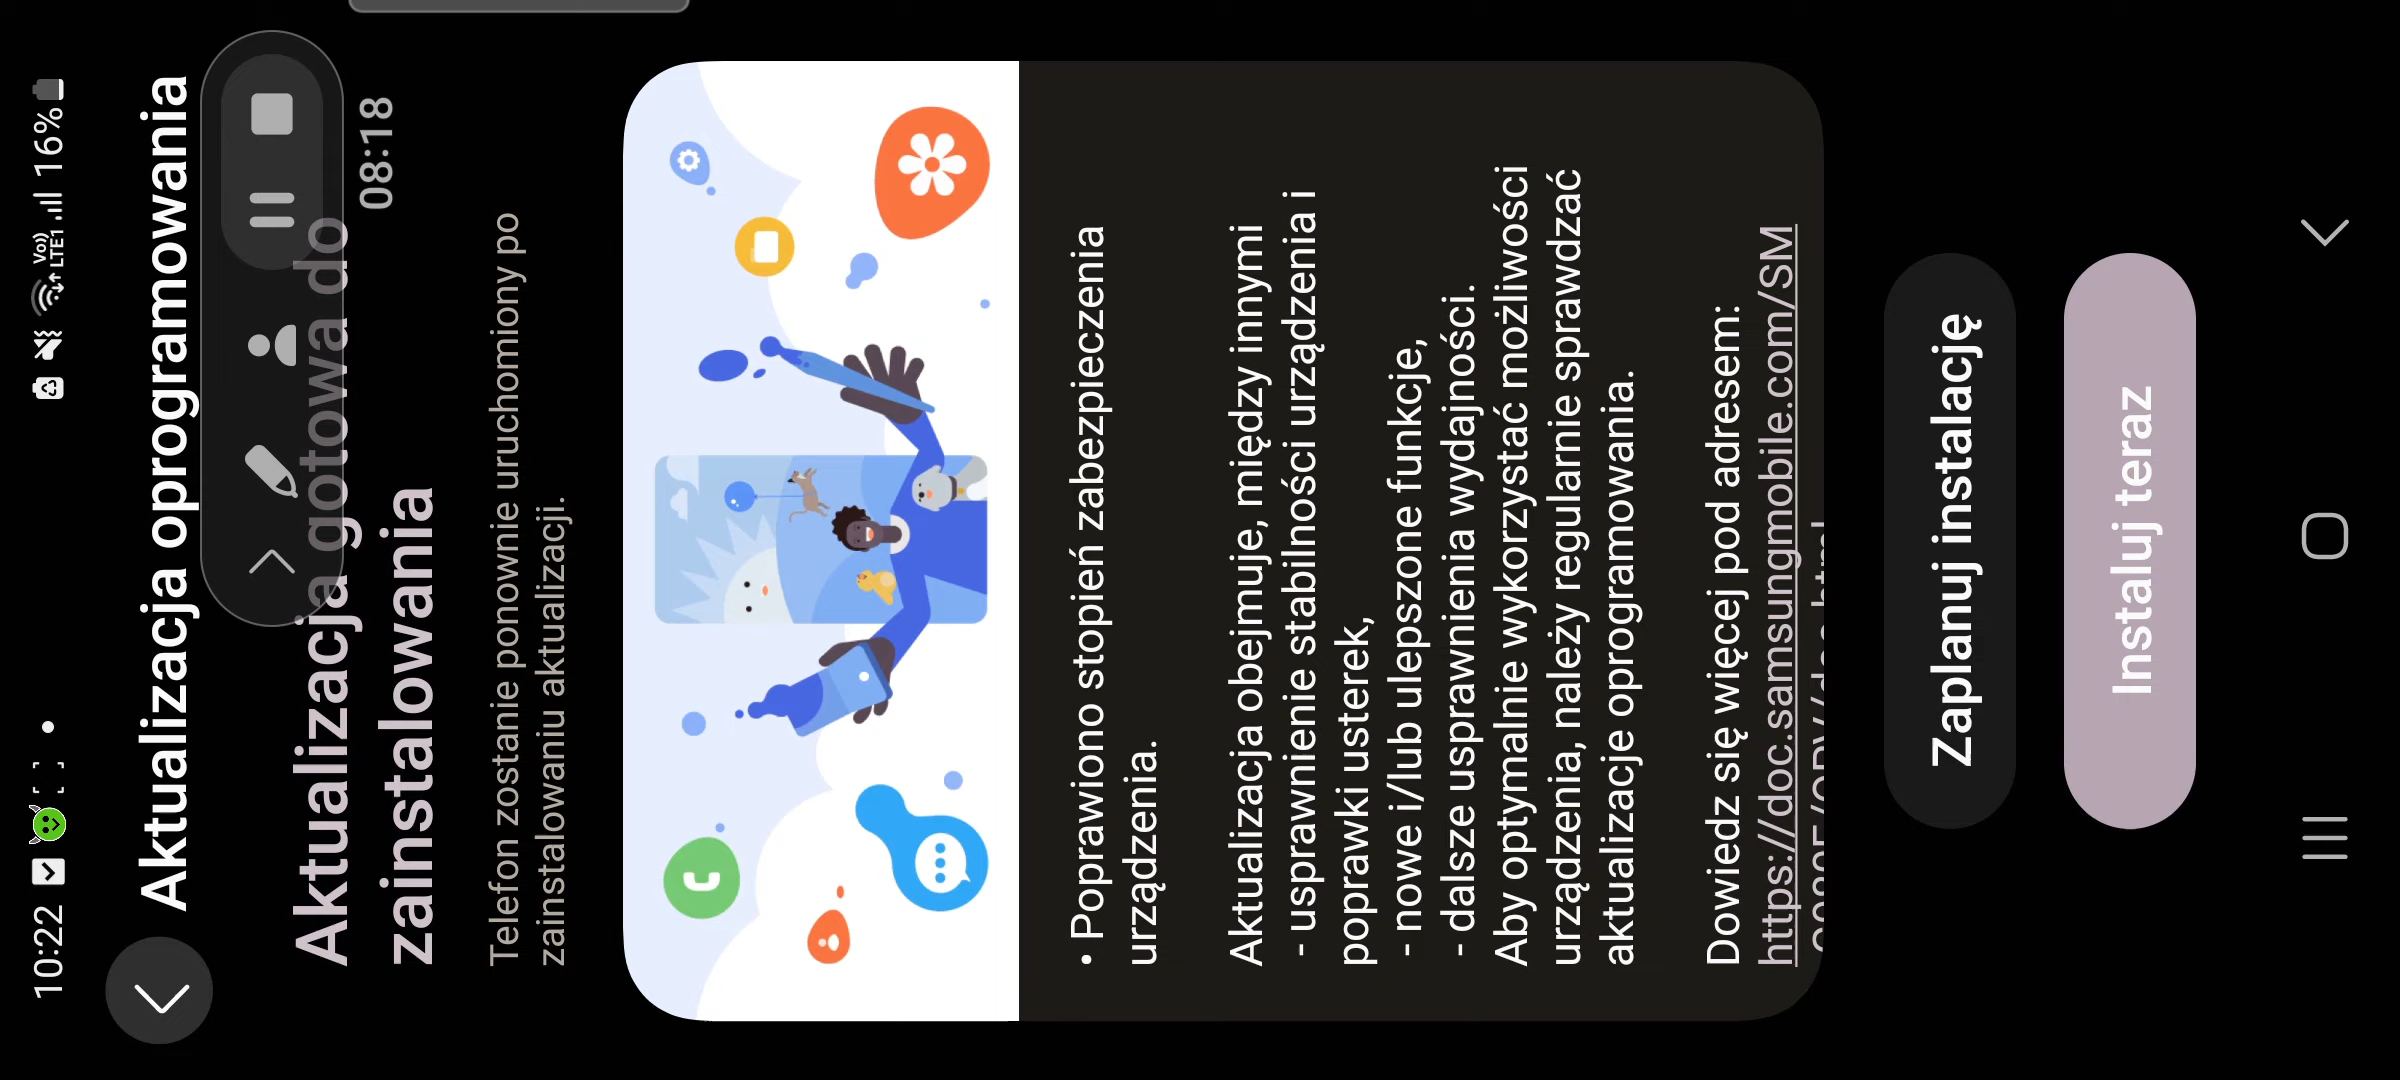 10:22
LTE1 16%
Aktualizacja oprogramowania
08:18
Aktualizacja gotowa do
zainstalowania
Telefon zostanie ponownie uruchomiony po
zainstalowaniu aktualizacji.
• Poprawiono stopień zabezpieczenia
urządzenia.
Aktualizacja obejmuje, między innymi
- usprawnienie stabilności urządzenia i
poprawki usterek,
- nowe i/lub ulepszone funkcje,
- dalsze usprawnienia wydajności.
Aby optymalnie wykorzystać możliwości
urządzenia, należy regularnie sprawdzać
aktualizacje oprogramowania.
Dowiedz się więcej pod adresem:
https://doc.samsungmobile.com/SM
Zaplanuj instalację
Instaluj teraz